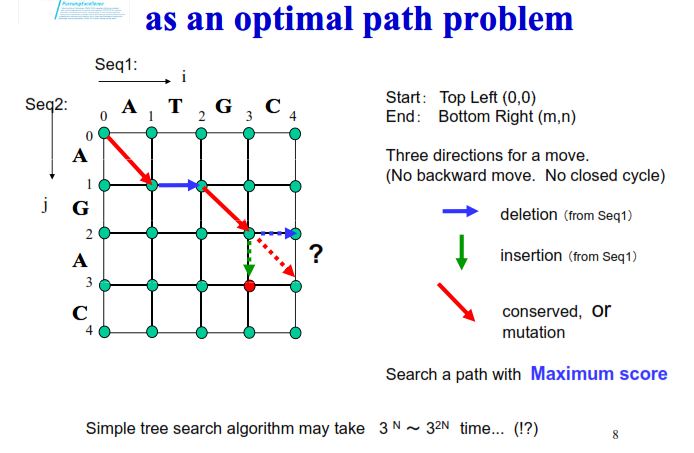 as an optimal path problem
Seq1:
i
Seq2:
A T G C
0 1 2 3 4
0
A
1
j G
2
A
3
C
4
?
Start: Top Left (0,0)
End: Bottom Right (m,n)
Three directions for a move.
(No backward move. No closed cycle)
deletion (from Seq1)
insertion (from Seq1)
conserved, or
mutation
Search a path with Maximum score
Simple tree search algorithm may take 3 ᴺ ~ 3²ᴺ time... (!?)
8